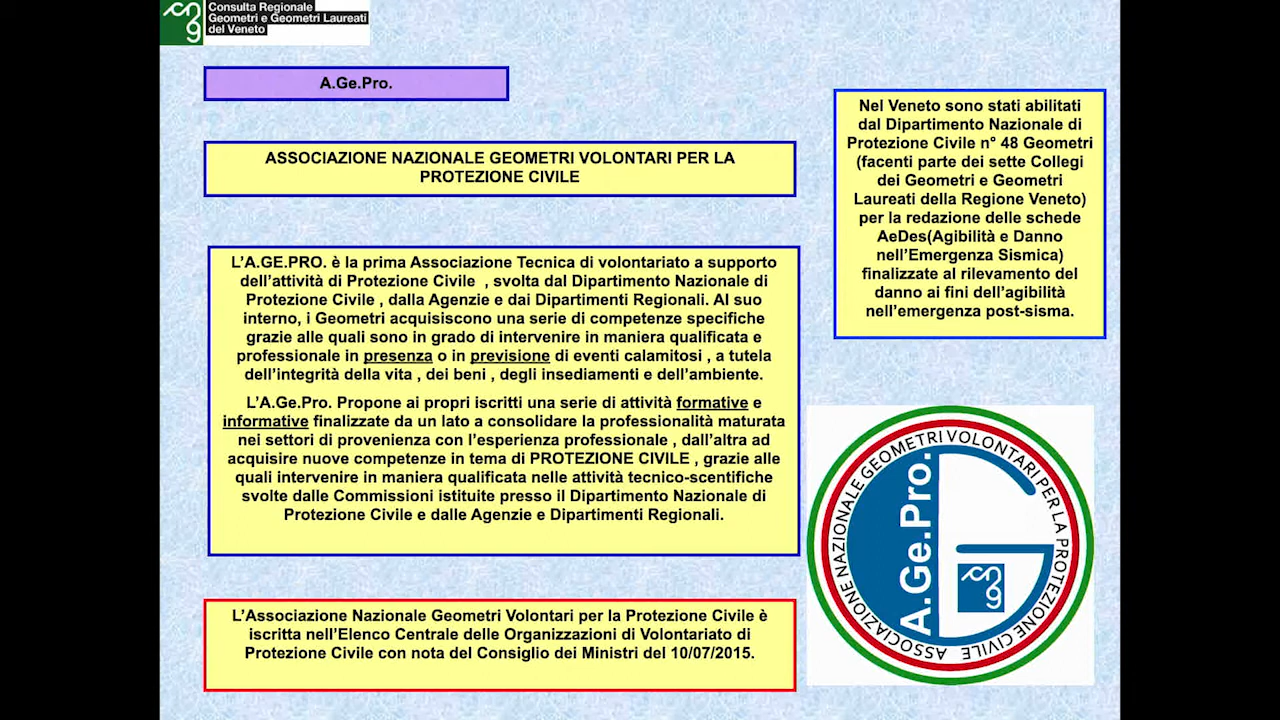 Consulta Regionale
Geometri e Geometri Laureati
del Veneto
A.Ge.Pro.
ASSOCIAZIONE NAZIONALE GEOMETRI VOLONTARI PER LA
PROTEZIONE CIVILE
L'A.GE.PRO. è la prima Associazione Tecnica di volontariato a supporto
dell'attività di Protezione Civile , svolta dal Dipartimento Nazionale di
Protezione Civile , dalla Agenzie e dai Dipartimenti Regionali. Al suo
interno, i Geometri acquisiscono una serie di competenze specifiche
grazie alle quali sono in grado di intervenire in maniera qualificata e
professionale in presenza o in previsione di eventi calamitosi , a tutela
dell'integrità della vita , dei beni , degli insediamenti e dell'ambiente.
L'A.Ge.Pro. Propone ai propri iscritti una serie di attività formative e
informative finalizzate da un lato a consolidare la professionalità maturata
nei settori di provenienza con l'esperienza professionale , dall'altra ad
acquisire nuove competenze in tema di PROTEZIONE CIVILE , grazie alle
quali intervenire in maniera qualificata nelle attività tecnico-scientifiche
svolte dalle Commissioni istituite presso il Dipartimento Nazionale di
Protezione Civile e dalle Agenzie e Dipartimenti Regionali.
L'Associazione Nazionale Geometri Volontari per la Protezione Civile è
iscritta nell'Elenco Centrale delle Organizzazioni di Volontariato di
Protezione Civile con nota del Consiglio dei Ministri del 10/07/2015.
Nel Veneto sono stati abilitati
dal Dipartimento Nazionale di
Protezione Civile n° 48 Geometri
(facenti parte dei sette Collegi
dei Geometri e Geometri
Laureati della Regione Veneto)
per la redazione delle schede
AeDes(Agibilità e Danno
nell'Emergenza Sismica)
finalizzate al rilevamento del
danno ai fini dell'agibilità
nell'emergenza post-sisma.
ASSOCIAZIONE NAZIONALE GEOMETRI VOLONTARI PER LA PROTEZIONE CIVILE
A.Ge.Pro.